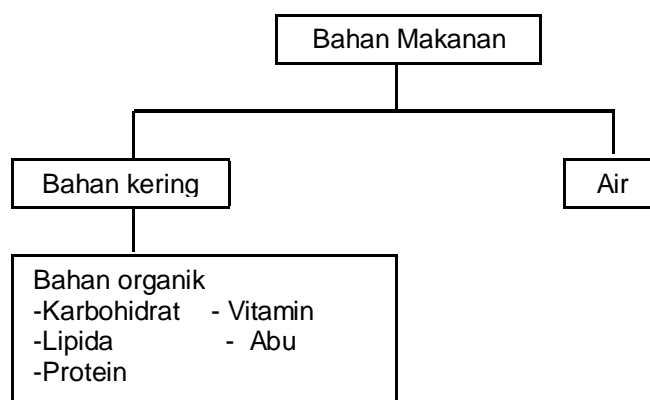 Bahan Makanan
Bahan kering
Air
Bahan organik
-Karbohidrat - Vitamin
-Lipida - Abu
-Protein